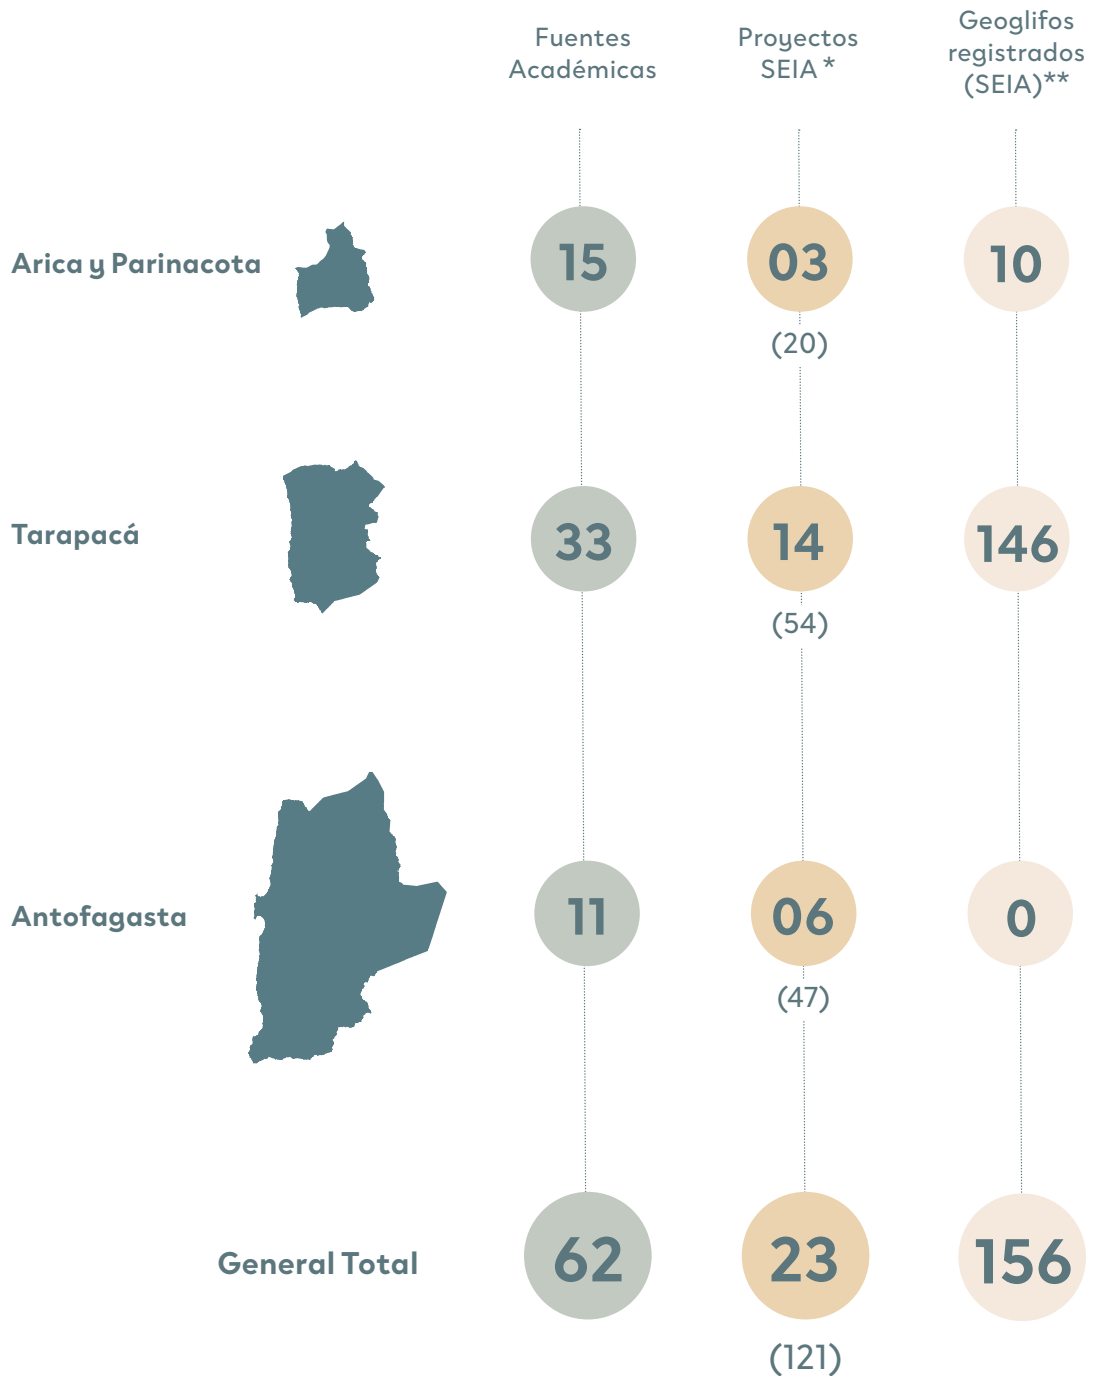 Fuentes
Académicas
Proyectos
SEIA *
Geoglifos
registrados
(SEIA)**
Arica y Parinacota
15
03
10
(20)
Tarapacá
33
14
146
(54)
Antofagasta
11
06
0
(47)
General Total
62
23
156
(121)